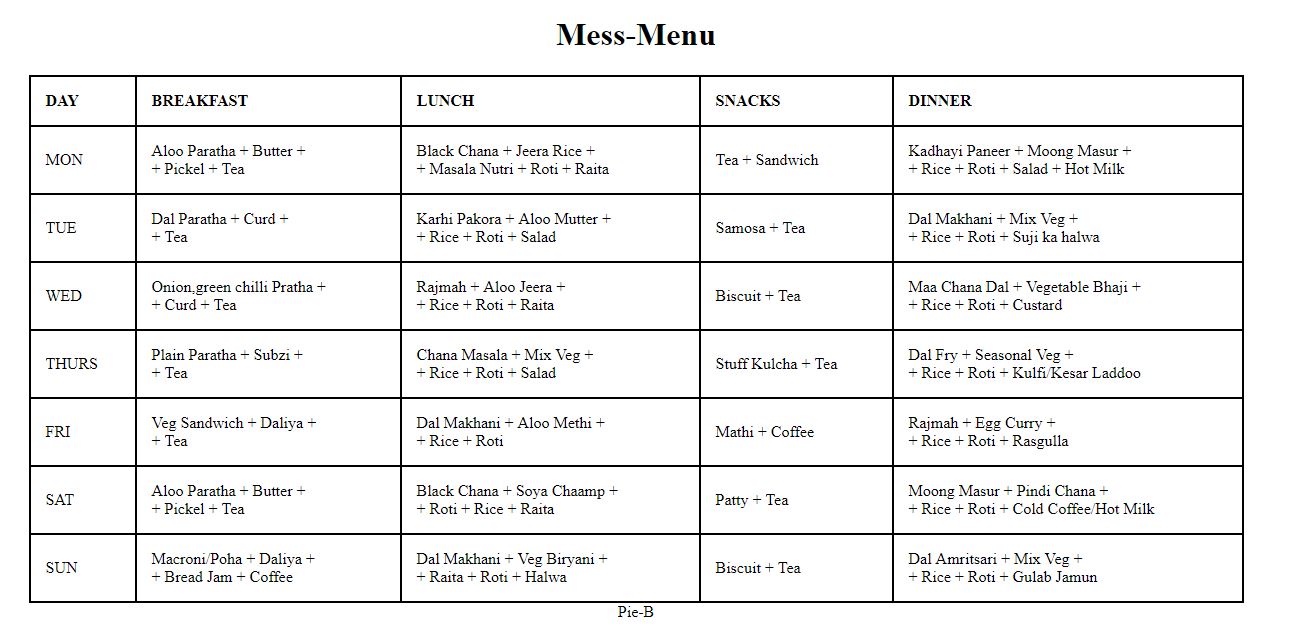 Mess-Menu
DAY BREAKFAST LUNCH SNACKS DINNER
MON
Aloo Paratha + Butter +
+ Pickel + Tea
Black Chana + Jeera Rice +
+ Masala Nutri + Roti + Raita
Tea + Sandwich
Kadhayi Paneer + Moong Masur +
+ Rice + Roti + Salad + Hot Milk
TUE
Dal Paratha + Curd +
+ Tea
Karhi Pakora + Aloo Mutter +
+ Rice + Roti + Salad
Samosa + Tea
Dal Makhani + Mix Veg +
+ Rice + Roti + Suji ka halwa
WED
Onion,green chilli Pratha +
+ Curd + Tea
Rajmah + Aloo Jeera +
+ Rice + Roti + Raita
Biscuit + Tea
Maa Chana Dal + Vegetable Bhaji +
+ Rice + Roti + Custard
THURS
Plain Paratha + Subzi +
+ Tea
Chana Masala + Mix Veg +
+ Rice + Roti + Salad
Stuff Kulcha + Tea
Dal Fry + Seasonal Veg +
+ Rice + Roti + Kulfi/Kesar Laddoo
FRI
Veg Sandwich + Daliya +
+ Tea
Dal Makhani + Aloo Methi +
+ Rice + Roti
Mathi + Coffee
Rajmah + Egg Curry +
+ Rice + Roti + Rasgulla
SAT
Aloo Paratha + Butter +
+ Pickel + Tea
Black Chana + Soya Chaamp +
+ Roti + Rice + Raita
Patty + Tea
Moong Masur + Pindi Chana +
+ Rice + Roti + Cold Coffee/Hot Milk
SUN
Macroni/Poha + Daliya +
+ Bread Jam + Coffee
Dal Makhani + Veg Biryani +
+ Raita + Roti + Halwa
Biscuit + Tea
Dal Amritsari + Mix Veg +
+ Rice + Roti + Gulab Jamun
Pie-B